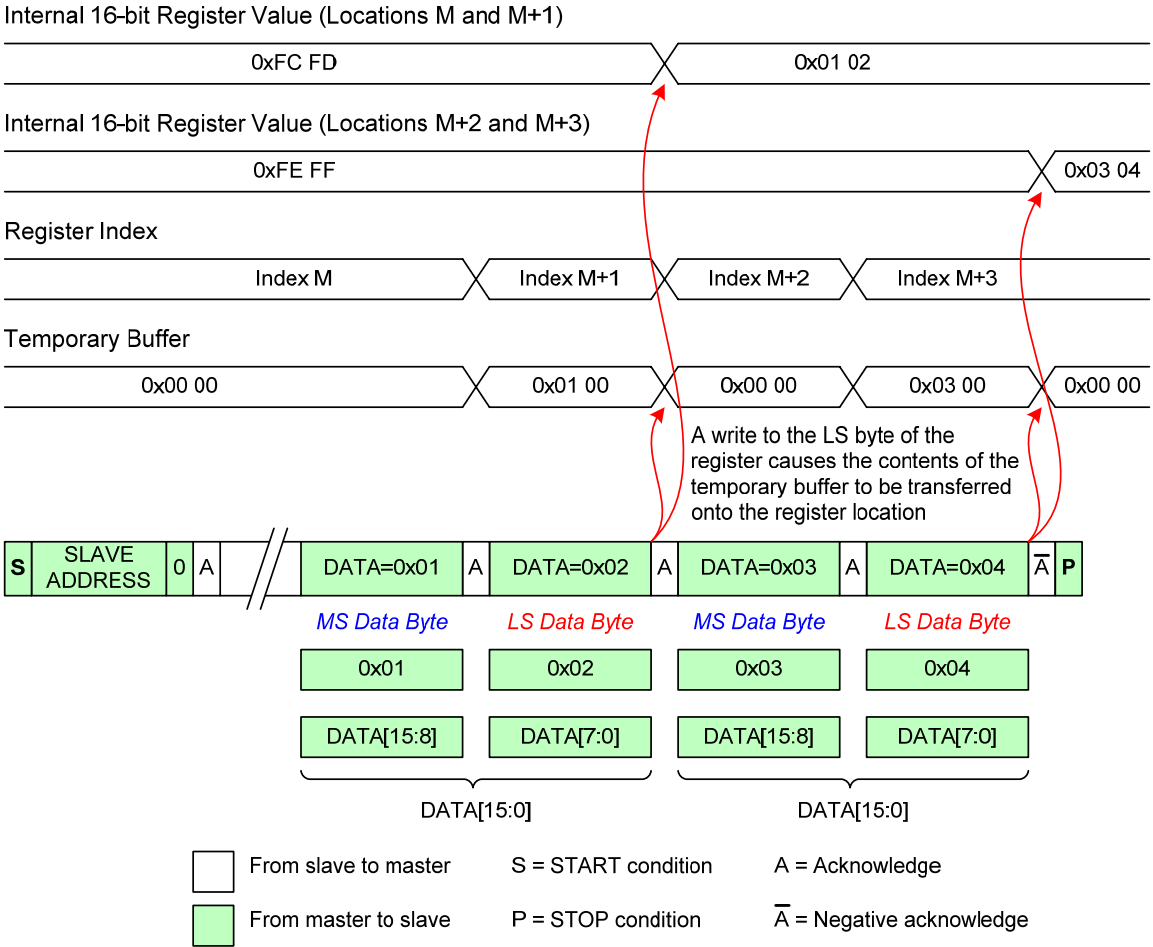 Internal 16-bit Register Value (Locations M and M+1)
0xFC FD 0x01 02
Internal 16-bit Register Value (Locations M+2 and M+3)
0xFE FF 0x03 04
Register Index
Index M Index M+1 Index M+2 Index M+3
Temporary Buffer
0x00 00 0x01 00 0x00 00 0x03 00 0x00 00
A write to the LS byte of the
register causes the contents of the
temporary buffer to be transferred
onto the register location
S SLAVE ADDRESS 0 A DATA=0x01 A DATA=0x02 A DATA=0x03 A DATA=0x04 A̅ P
MS Data Byte LS Data Byte MS Data Byte LS Data Byte
0x01 0x02 0x03 0x04
DATA[15:8] DATA[7:0] DATA[15:8] DATA[7:0]
DATA[15:0] DATA[15:0]
From slave to master S = START condition A = Acknowledge
From master to slave P = STOP condition A̅ = Negative acknowledge